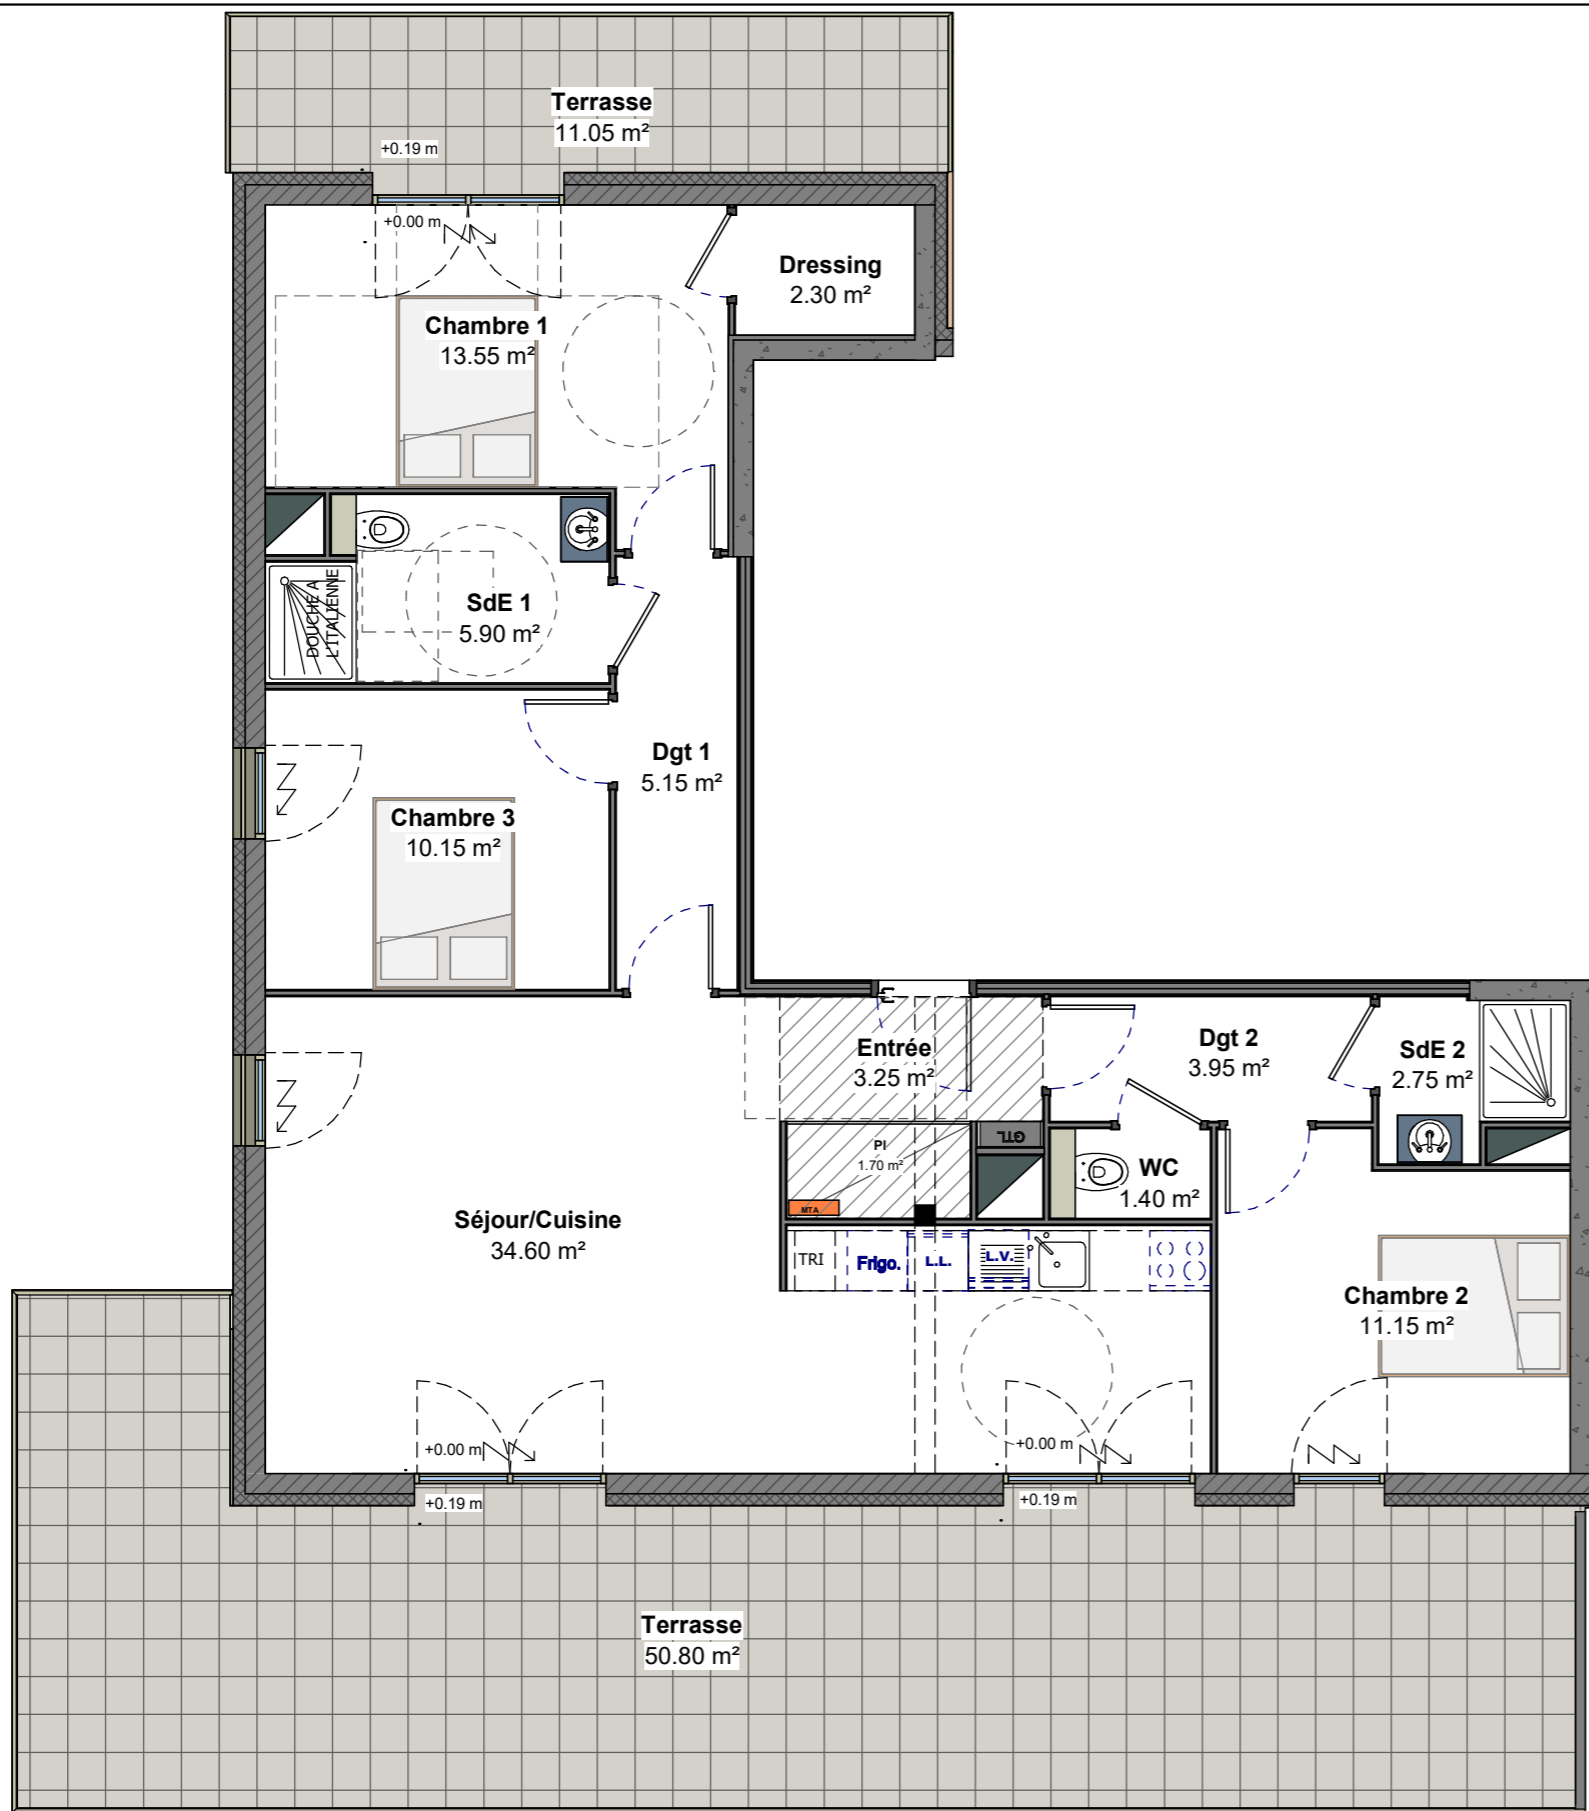 Terrasse
11.05 m²
+0.19 m
+0.00 m
Dressing
2.30 m²
Chambre 1
13.55 m²
DOUCHE A
L'ITALIENNE
SdE 1
5.90 m²
Dgt 1
5.15 m²
Chambre 3
10.15 m²
Entrée
3.25 m²
Dgt 2
3.95 m²
SdE 2
2.75 m²
GTL
PI
1.70 m²
MTA
WC
1.40 m²
Séjour/Cuisine
34.60 m²
TRI
Frigo.
L.L.
L.V.
Chambre 2
11.15 m²
+0.00 m
+0.00 m
+0.19 m
+0.19 m
Terrasse
50.80 m²